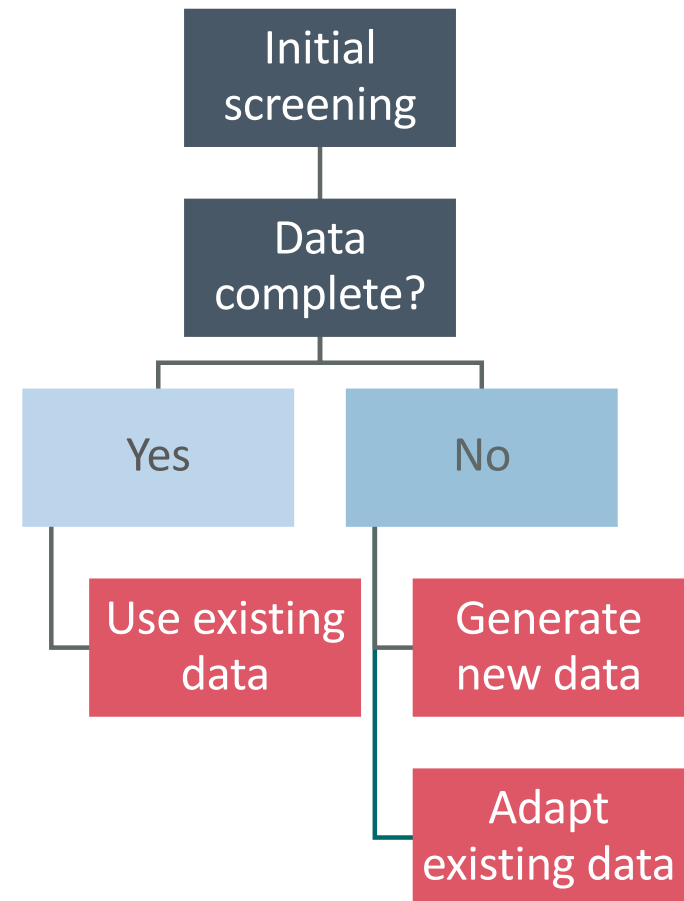 Initial
screening
Data
complete?
Yes
No
Use existing
data
Generate
new data
Adapt
existing data